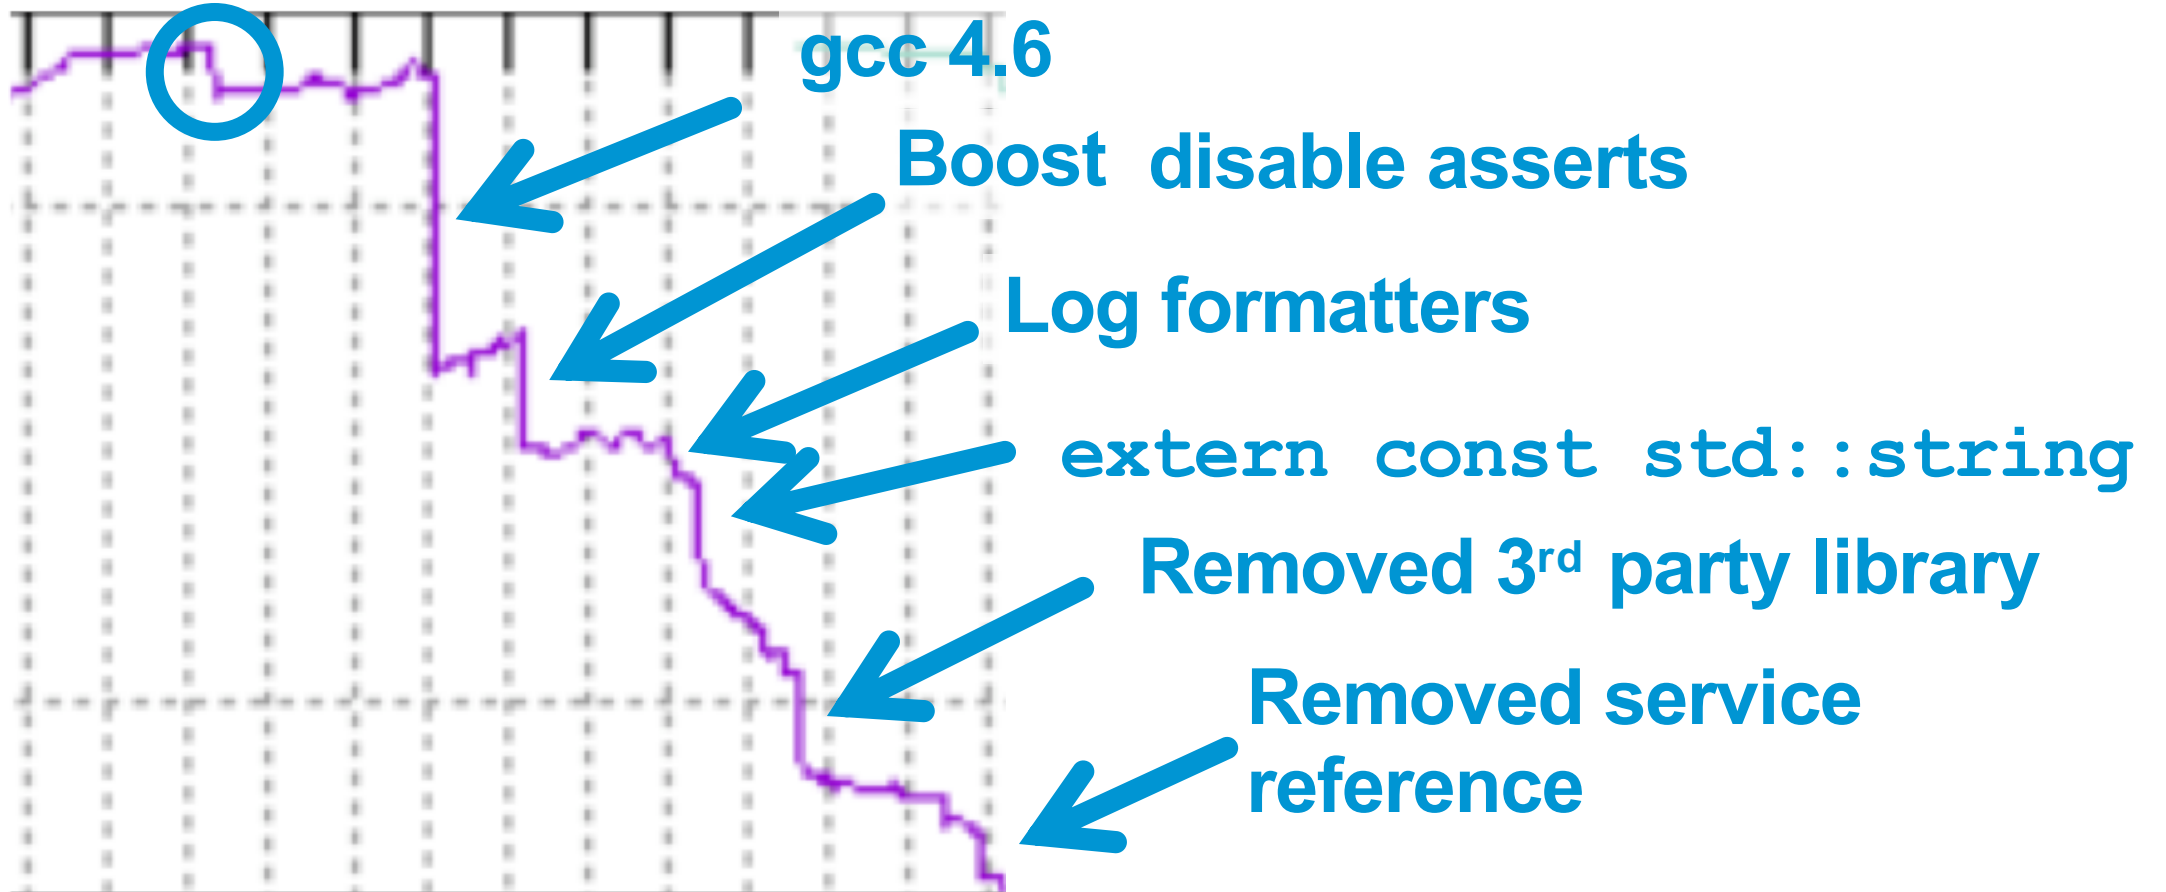 gcc 4.6
Boost disable asserts
Log formatters
extern const std::string
Removed 3rd party library
Removed service
reference